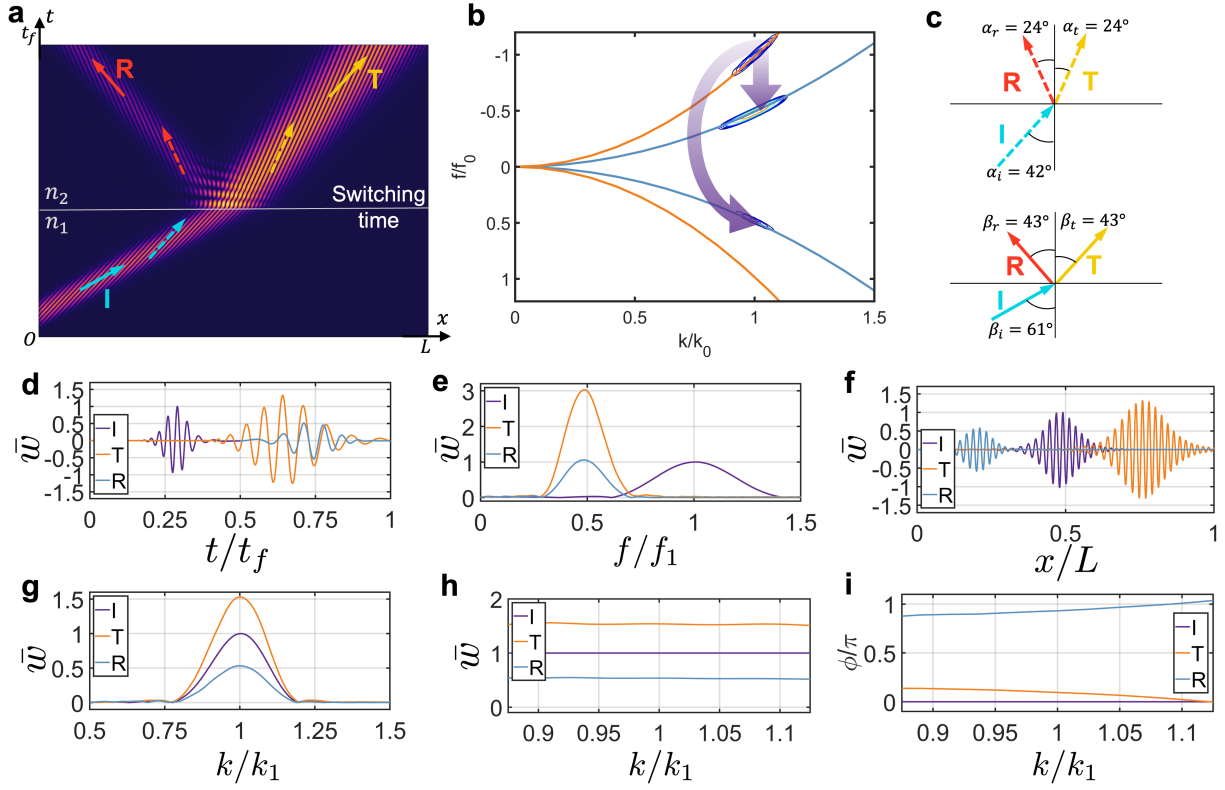 a
t
t_f
R
T
n_2
n_1
Switching
time
I
O
L
x
b
f/f_0
-1
-0.5
0
0.5
1
0
0.5
1
1.5
k/k_0
c
α_r = 24°
α_t = 24°
R
T
I
α_i = 42°
β_r = 43°
β_t = 43°
R
T
I
β_i = 61°
d
w̄
1.5
1
0.5
-0.5
-1
-1.5
I
T
R
0
0.25
0.5
0.75
1
t/t_f
e
w̄
3
2
1
0
I
T
R
0
0.5
1
1.5
f/f_1
f
w̄
1.5
1
0.5
0
-0.5
-1
-1.5
I
T
R
0
0.5
1
x/L
g
w̄
1.5
1
0.5
0
I
T
R
0.5
0.75
1
1.25
1.5
k/k_1
h
w̄
2
1
0
I
T
R
0.9
0.95
1
1.05
1.1
k/k_1
i
ϕ/π
1
0.5
0
I
T
R
0.9
0.95
1
1.05
1.1
k/k_1